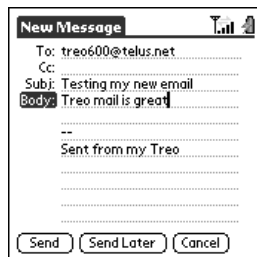 New Message
To: treo600@telus.net
Cc:
Subj: Testing my new email
Body: Treo mail is great
--
Sent from my Treo
Send Send Later Cancel